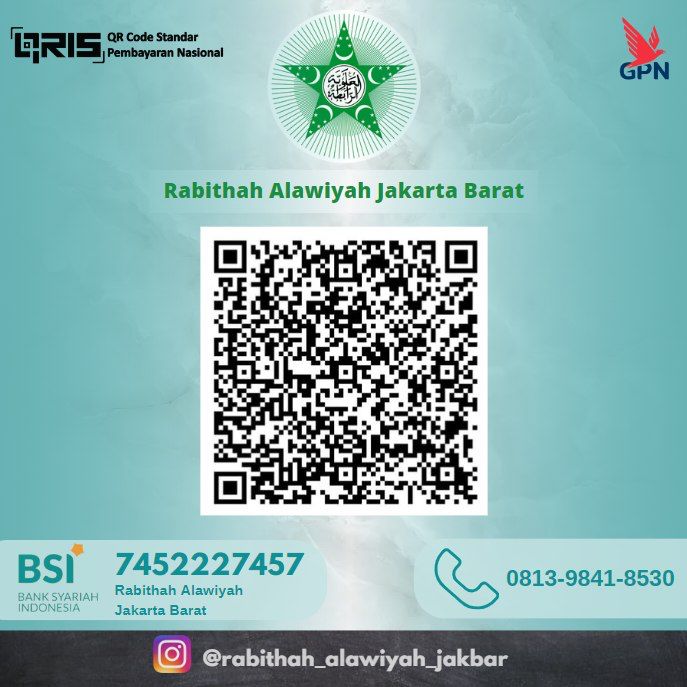 QRIS
QR Code Standar
Pembayaran Nasional
GPN
Rabithah Alawiyah Jakarta Barat
BSI
BANK SYARIAH
INDONESIA
7452227457
Rabithah Alawiyah
Jakarta Barat
0813-9841-8530
@rabithah_alawiyah_jakbar